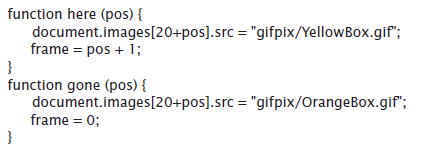 function here (pos) {
document.images[20+pos].src = "gifpix/YellowBox.gif";
frame = pos + 1;
}
function gone (pos) {
document.images[20+pos].src = "gifpix/OrangeBox.gif";
frame = 0;
}